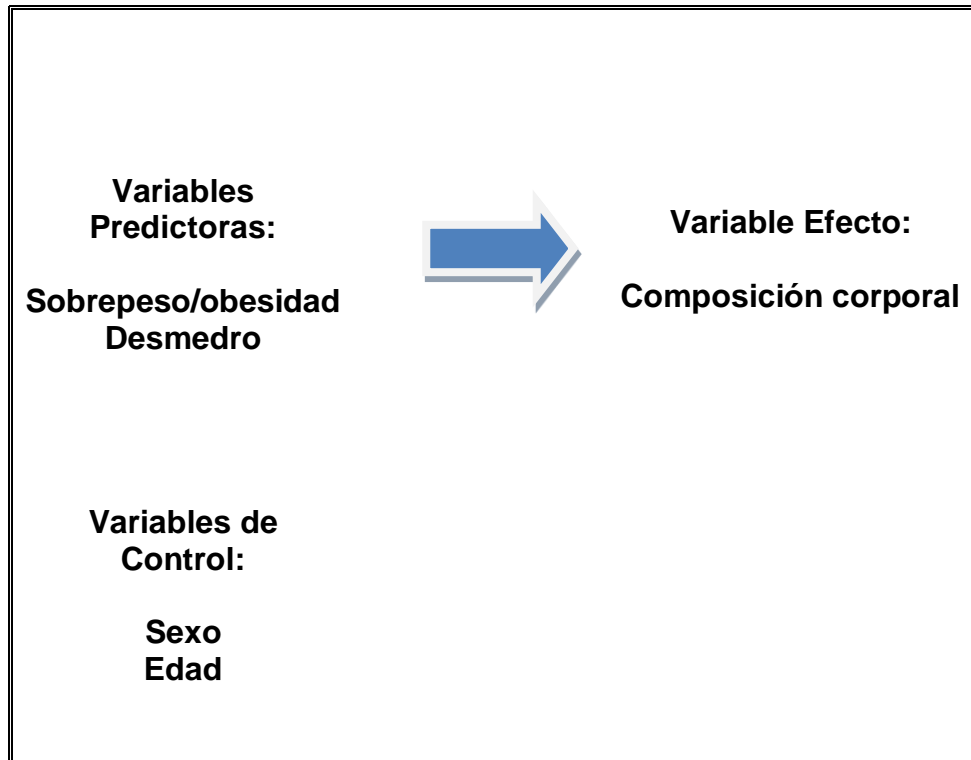 Variables
Predictoras:
Sobrepeso/obesidad
Desmedro
Variable Efecto:
Composición corporal
Variables de
Control:
Sexo
Edad